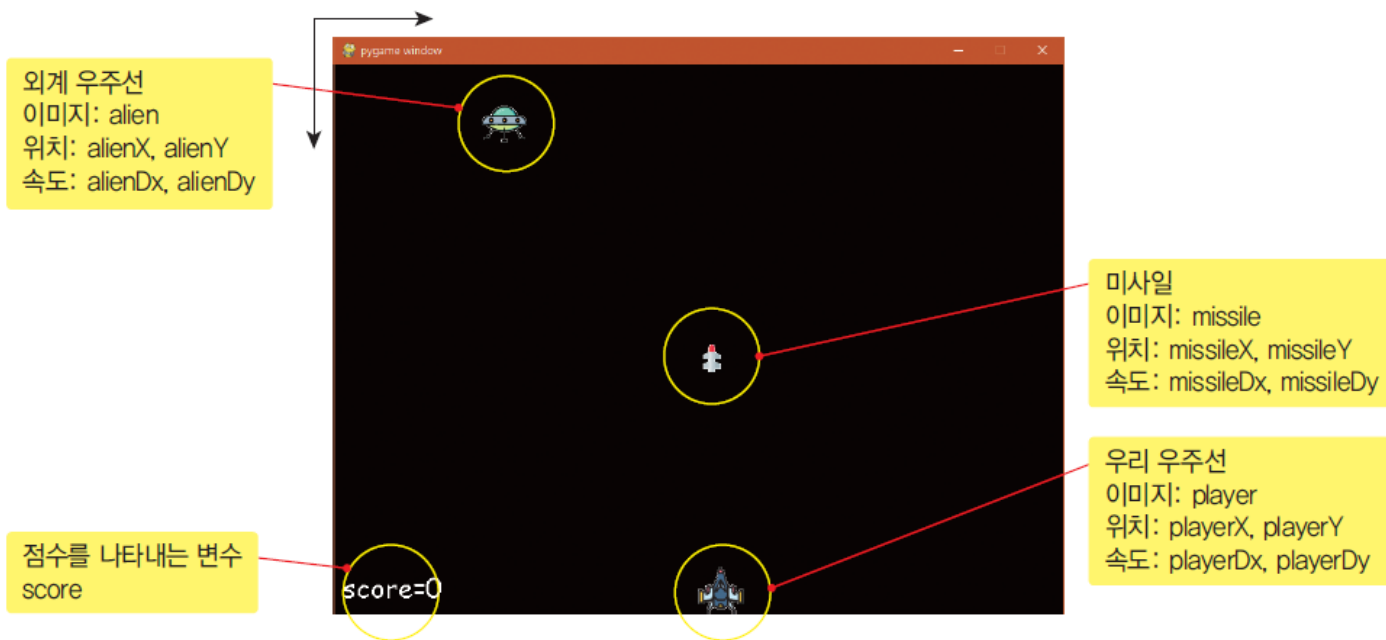 pygame window
외계 우주선
이미지: alien
위치: alienX, alienY
속도: alienDx, alienDy
미사일
이미지: missile
위치: missileX, missileY
속도: missileDx, missileDy
우리 우주선
이미지: player
위치: playerX, playerY
속도: playerDx, playerDy
점수를 나타내는 변수
score
score=0